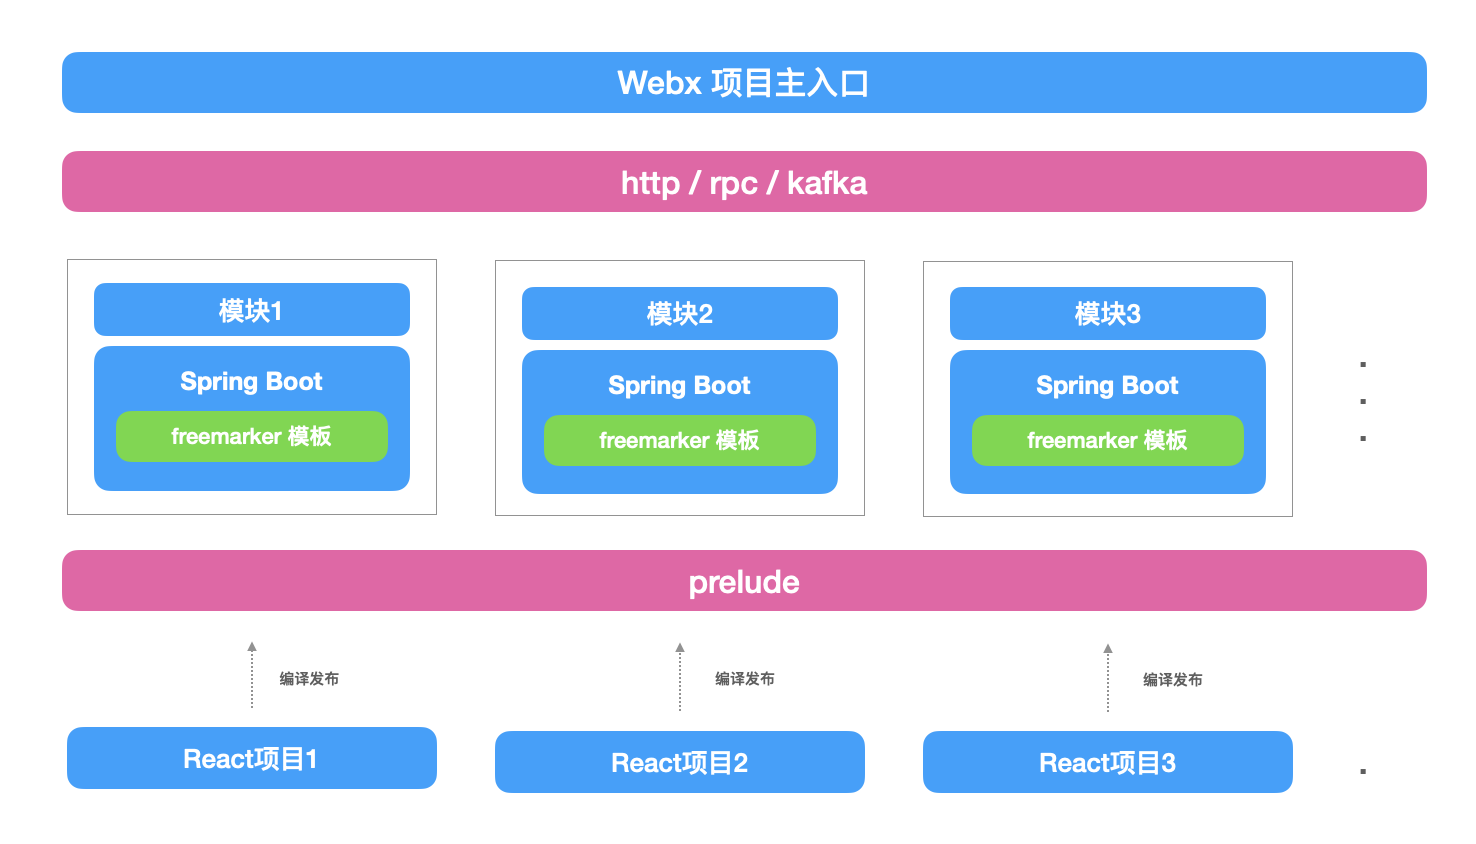 Webx 项目主入口
http / rpc / kafka
模块1
模块2
模块3
Spring Boot
Spring Boot
Spring Boot
freemarker 模板
freemarker 模板
freemarker 模板
prelude
编译发布
编译发布
编译发布
React项目1
React项目2
React项目3